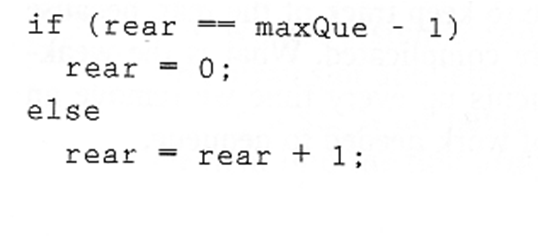 if (rear == maxQue - 1)
  rear = 0;
else
  rear = rear + 1;